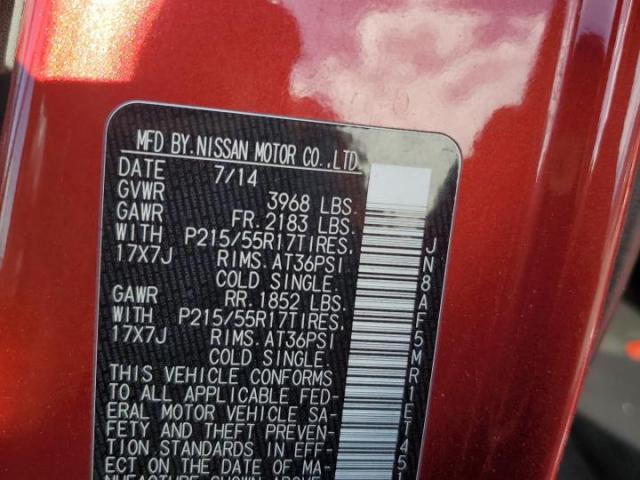 MFD BY.NISSAN MOTOR CO.,LTD
DATE 7/14
GVWR 3968 LBS.
GAWR FR. 2183 LBS.
WITH P215/55R17TIRES.
17X7J RIMS. AT36PSI
COLD SINGLE.
GAWR RR. 1852 LBS.
WITH P215/55R17TIRES.
17X7J RIMS. AT36PSI
COLD SINGLE.
THIS VEHICLE CONFORMS
TO ALL APPLICABLE FED-
ERAL MOTOR VEHICLE SA-
FETY AND THEFT PREVEN-
TION STANDARDS IN EFF-
ECT ON THE DATE OF MA-
NUFACTURE SHOWN ABOVE.
JN8AF5MR1ET451